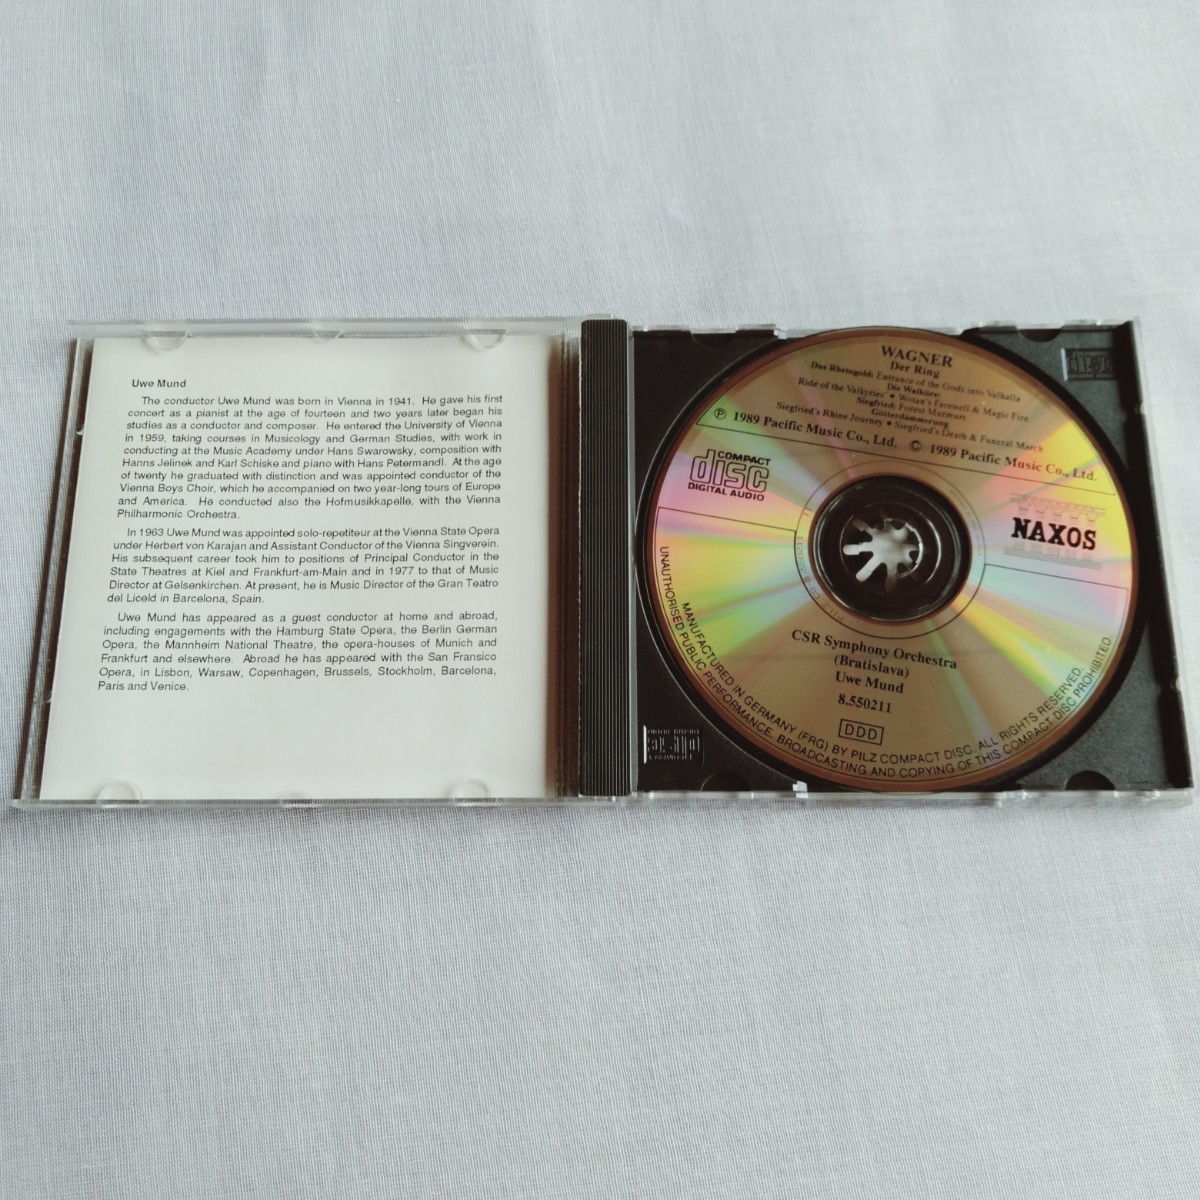 Uwe Mund
The conductor Uwe Mund was born in Vienna in 1941. He gave his first
concert as a pianist at the age of fourteen and two years later began his
studies as a conductor and composer. He entered the University of Vienna
in 1959, taking courses in Musicology and German Studies, with work in
conducting at the Music Academy under Hans Swarowsky, composition with
Hanns Jelinek and Karl Schiske and piano with Hans Petermandl. At the age
of twenty he graduated with distinction and was appointed conductor of the
Vienna Boys Choir, which he accompanied on two year-long tours of Europe
and America. He conducted also the Hofmusikkapelle, with the Vienna
Philharmonic Orchestra.
In 1963 Uwe Mund was appointed solo-repetiteur at the Vienna State Opera
under Herbert von Karajan and Assistant Conductor of the Vienna Singverein.
His subsequent career took him to positions of Principal Conductor in the
State Theatres at Kiel and Frankfurt-am-Main and in 1977 to that of Music
Director at Gelsenkirchen. At present, he is Music Director of the Gran Teatro
del Liceld in Barcelona, Spain.
Uwe Mund has appeared as a guest conductor at home and abroad,
including engagements with the Hamburg State Opera, the Berlin German
Opera, the Mannheim National Theatre, the opera-houses of Munich and
Frankfurt and elsewhere. Abroad he has appeared with the San Fransico
Opera, in Lisbon, Warsaw, Copenhagen, Brussels, Stockholm, Barcelona,
Paris and Venice.
WAGNER
Der Ring
Das Rheingold: Entrance of the Gods into Valhalla
Die Walküre:
Ride of the Valkyries • Wotan's Farewell & Magic Fire
Siegfried: Forest Murmurs
Götterdämmerung
Siegfried's Rhine Journey • Siegfried's Death & Funeral March
℗ 1989 Pacific Music Co., Ltd. © 1989 Pacific Music Co., Ltd.
COMPACT
disc
DIGITAL AUDIO
NAXOS
CSR Symphony Orchestra
(Bratislava)
Uwe Mund
8.550211
DDD
MANUFACTURED IN GERMANY (FRG) BY PILZ COMPACT DISC. ALL RIGHTS RESERVED.
UNAUTHORISED PUBLIC PERFORMANCE, BROADCASTING AND COPYING OF THIS COMPACT DISC PROHIBITED.